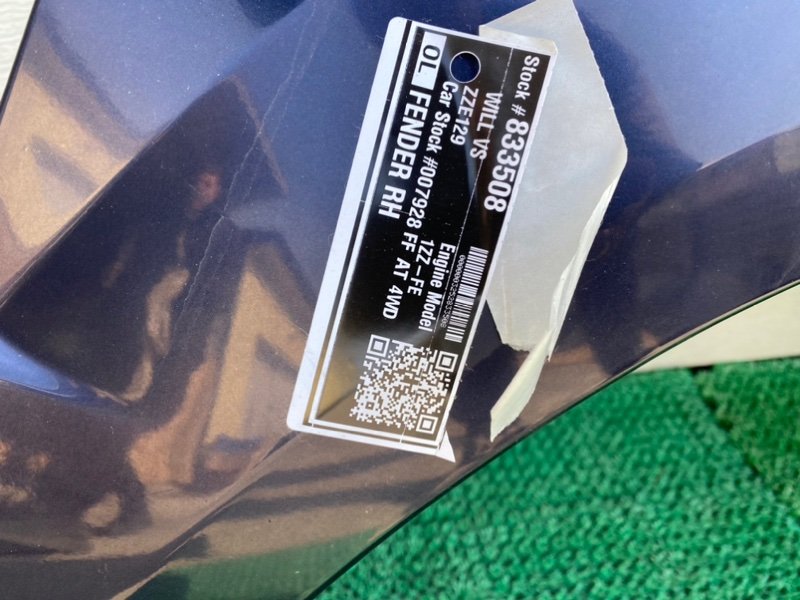 Stock # 833508
WILL VS
ZZE129
Engine Model
1ZZ-FE
Car Stock #007928 FF AT 4WD
OL FENDER RH